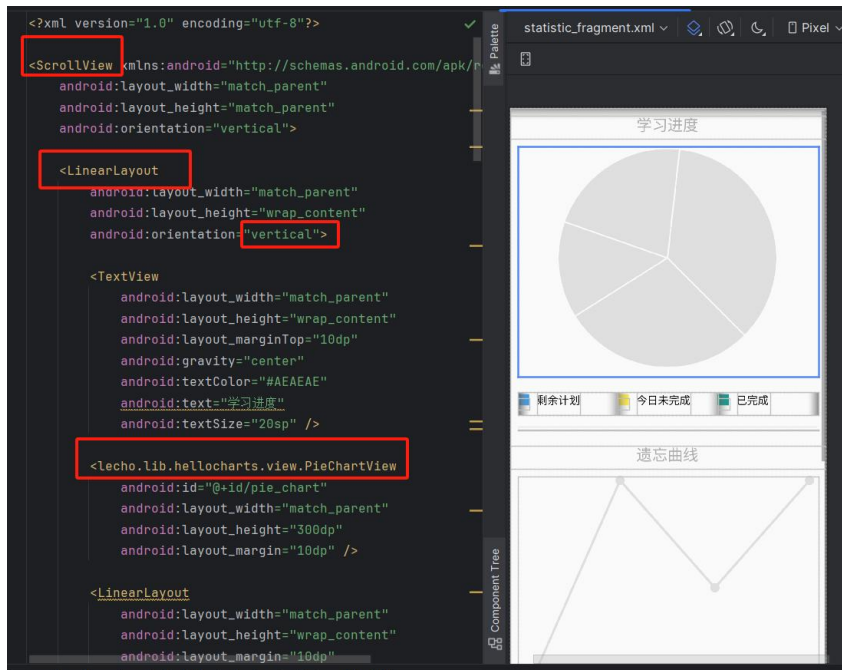 <?xml version="1.0" encoding="utf-8"?>
<ScrollView xmlns:android="http://schemas.android.com/apk/r
android:layout_width="match_parent"
android:layout_height="match_parent"
android:orientation="vertical">
<LinearLayout
android:layout_width="match_parent"
android:layout_height="wrap_content"
android:orientation="vertical">
<TextView
android:layout_width="match_parent"
android:layout_height="wrap_content"
android:layout_marginTop="10dp"
android:gravity="center"
android:textColor="#AEAEAE"
android:text="学习进度"
android:textSize="20sp" />
<lecho.lib.hellocharts.view.PieChartView
android:id="@+id/pie_chart"
android:layout_width="match_parent"
android:layout_height="300dp"
android:layout_margin="10dp" />
<LinearLayout
android:layout_width="match_parent"
android:layout_height="wrap_content"
android:layout_margin="10dp"
Palette
Component Tree
statistic_fragment.xml
Pixel
学习进度
剩余计划
今日未完成
已完成
遗忘曲线